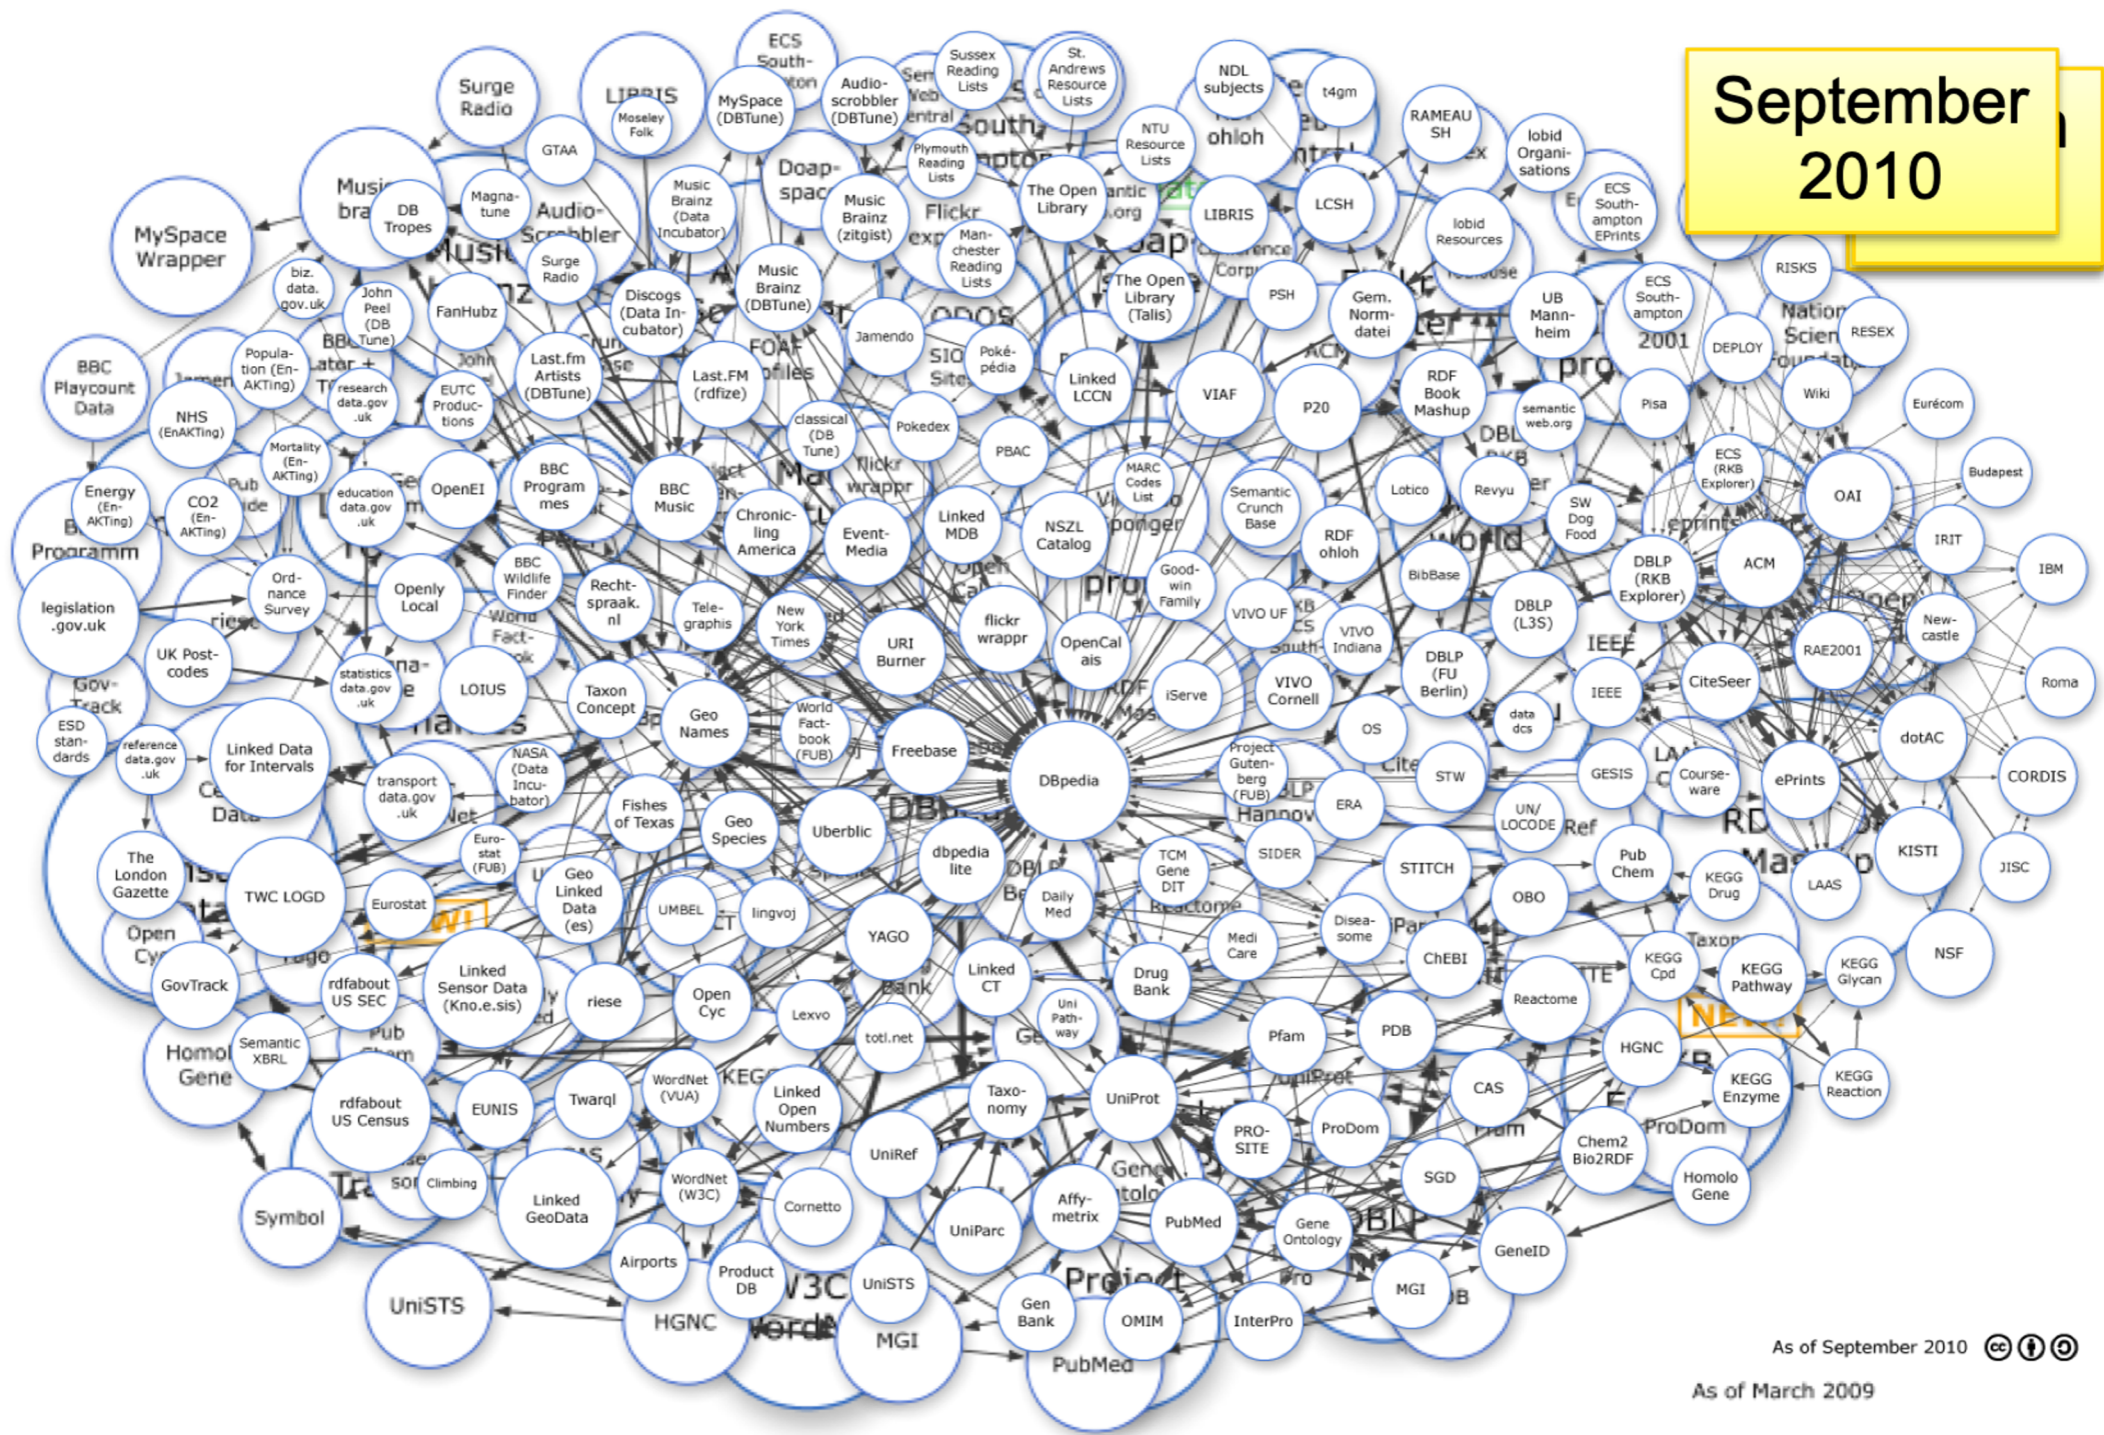 September
2010
Surge
Radio
LIBRIS
Moseley
Folk
ECS
South-
MySpace
(DBTune)
Audio-
scrobbler
(DBTune)
Sussex
Reading
Lists
St.
Andrews
Resource
Lists
NDL
subjects
ohloh
t4gm
RAMEAU
SH
lobid
Organi-
sations
GTAA
Plymouth
Reading
Lists
NTU
Resource
Lists
MySpace
Wrapper
DB
Tropes
Magna-
tune
Audio-
Music
Brainz
(Data
Incubator)
Doap-
Music
Brainz
(zitgist)
Flickr
The Open
Library
LIBRIS
LCSH
lobid
Resources
ECS
South-
ampton
EPrints
biz.
data.
gov.uk
John
Peel
(DB
Tune)
FanHubz
Surge
Radio
Discogs
(Data In-
cubator)
Music
Brainz
(DBTune)
Man-
chester
Reading
Lists
The Open
Library
(Talis)
PSH
Gem.
Norm-
datei
UB
Mann-
heim
ECS
South-
ampton
2001
RISKS
RESEX
DEPLOY
BBC
Playcount
Data
Popula-
tion (En-
AKTing)
research
data.gov
.uk
EUTC
Produc-
tions
Last.fm
Artists
(DBTune)
Last.FM
(rdfize)
FOAF
Jamendo
Poké-
pédia
Linked
LCCN
VIAF
P20
RDF
Book
Mashup
semantic
web.org
Pisa
Wiki
Eurécom
NHS
(EnAKTing)
Mortality
(En-
AKTing)
classical
(DB
Tune)
Pokedex
PBAC
Energy
(En-
AKTing)
CO2
(En-
AKTing)
education
data.gov
.uk
OpenEI
BBC
Program
mes
BBC
Music
Chronic-
ling
America
flickr
wrappr
Event-
Media
Linked
MDB
NSZL
Catalog
MARC
Codes
List
Semantic
Crunch
Base
RDF
ohloh
Lotico
Revyu
SW
Dog
Food
ECS
(RKB
Explorer)
OAI
Budapest
IRIT
IBM
Programm
legislation
.gov.uk
Ord-
nance
Survey
Openly
Local
BBC
Wildlife
Finder
Recht-
spraak.
nl
Tele-
graphis
New
York
Times
URI
Burner
flickr
wrappr
OpenCal
ais
Good-
win
Family
VIVO UF
VIVO
Indiana
BibBase
DBLP
(L3S)
DBLP
(RKB
Explorer)
ACM
New-
castle
UK Post-
codes
statistics
data.gov
.uk
LOIUS
Taxon
Concept
Geo
Names
World
Fact-
book
(FUB)
Freebase
DBpedia
iServe
VIVO
Cornell
DBLP
(FU
Berlin)
IEEE
IEEE
CiteSeer
RAE2001
Roma
Gov-
Track
ESD
stan-
dards
reference
data.gov
.uk
Linked Data
for Intervals
transport
data.gov
.uk
NASA
(Data
Incu-
bator)
Fishes
of Texas
Geo
Species
Uberblic
dbpedia
lite
Project
Guten-
berg
(FUB)
OS
ERA
STW
data
dcs
UN/
LOCODE
GESIS
Course-
ware
ePrints
dotAC
CORDIS
The
London
Gazette
TWC LOGD
Eurostat
Euro-
stat
(FUB)
Geo
Linked
Data
(es)
UMBEL
lingvoj
YAGO
Daily
Med
TCM
Gene
DIT
SIDER
STITCH
OBO
Pub
Chem
KEGG
Drug
LAAS
KISTI
JISC
Open
GovTrack
rdfabout
US SEC
Linked
Sensor Data
(Kno.e.sis)
riese
Open
Cyc
Lexvo
totl.net
Linked
CT
Uni
Path-
way
Drug
Bank
Medi
Care
Disea-
some
ChEBI
Reactome
KEGG
Cpd
KEGG
Pathway
KEGG
Glycan
NSF
Gene
Semantic
XBRL
rdfabout
US Census
EUNIS
Twarql
WordNet
(VUA)
Linked
Open
Numbers
Taxo-
nomy
UniProt
Pfam
PDB
CAS
HGNC
KEGG
Enzyme
KEGG
Reaction
Symbol
Climbing
Linked
GeoData
WordNet
(W3C)
Cornetto
UniRef
UniParc
Affy-
metrix
PubMed
PRO-
SITE
ProDom
SGD
Chem2
Bio2RDF
ProDom
Homolo
Gene
Gene
Ontology
GeneID
UniSTS
Airports
HGNC
Product
DB
UniSTS
MGI
Gen
Bank
OMIM
PubMed
InterPro
MGI
As of September 2010
As of March 2009